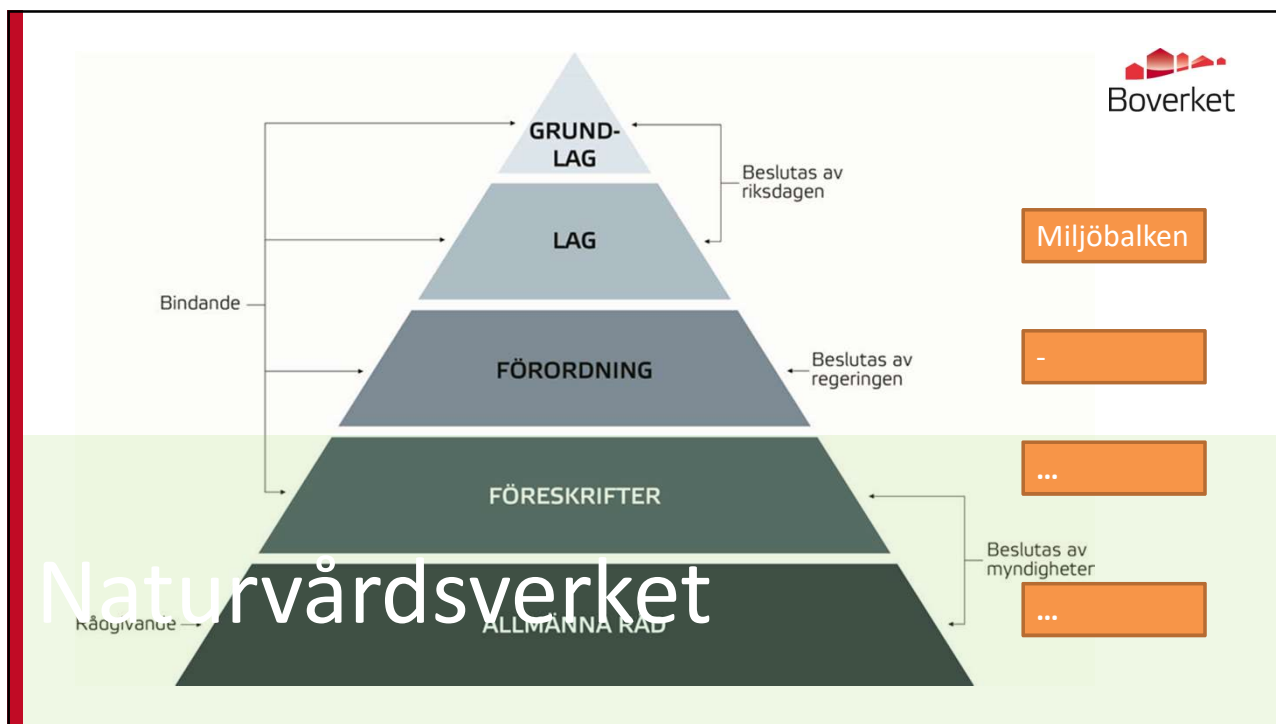 Boverket
GRUND-
LAG
Beslutas av
riksdagen
Miljöbalken
LAG
Bindande
-
Beslutas av
regeringen
FÖRORDNING
...
FÖRESKRIFTER
Beslutas av
myndigheter
Naturvårdsverket
...
Rådgivande
ALLMÄNNA RÅD